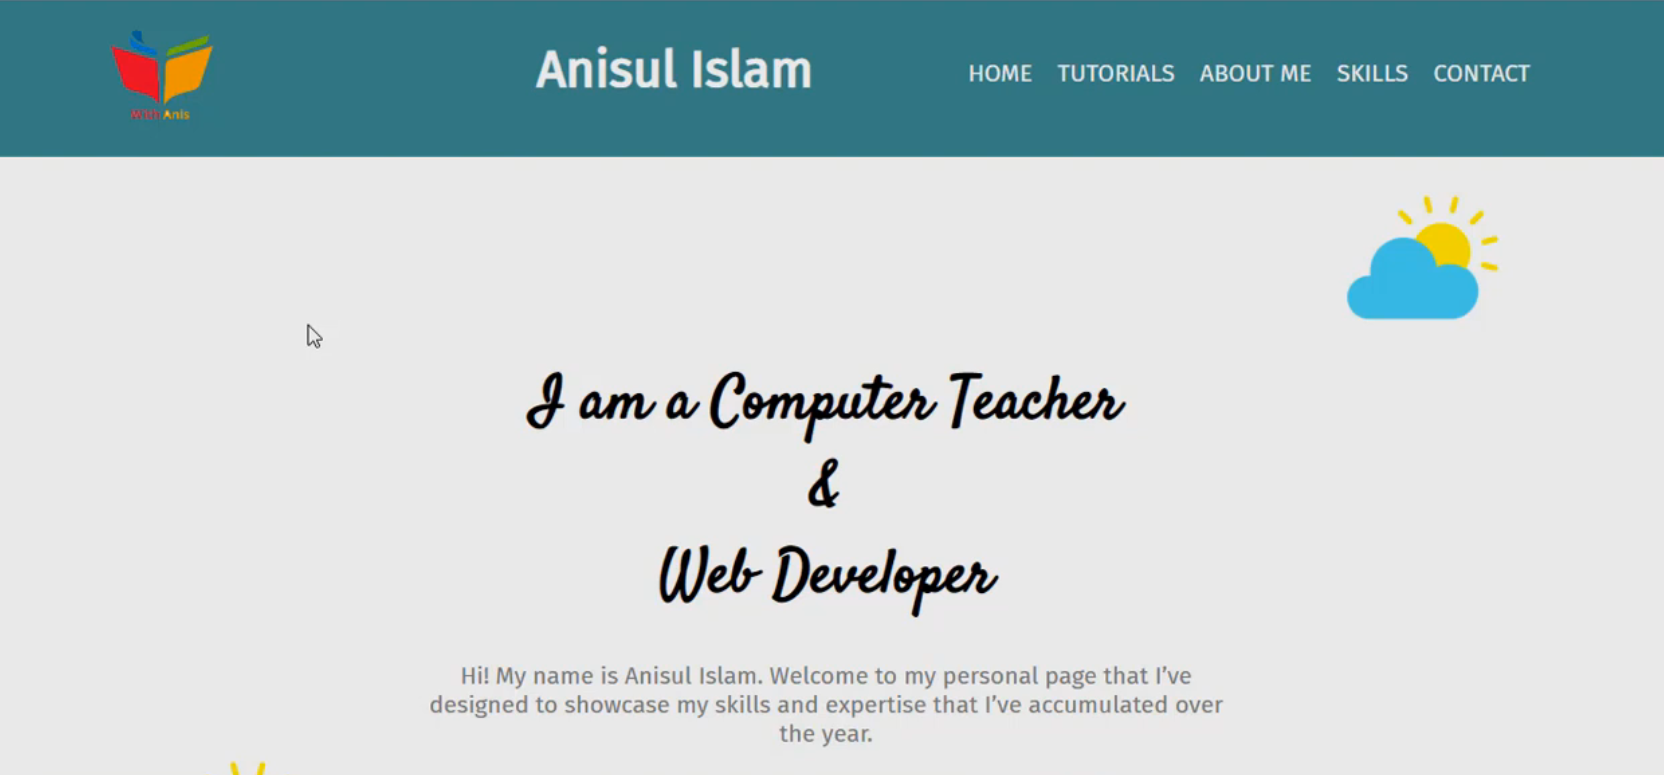 Anisul Islam
HOME TUTORIALS ABOUT ME SKILLS CONTACT
Math Anis
I am a Computer Teacher
&
Web Developer
Hi! My name is Anisul Islam. Welcome to my personal page that I’ve
designed to showcase my skills and expertise that I’ve accumulated over
the year.